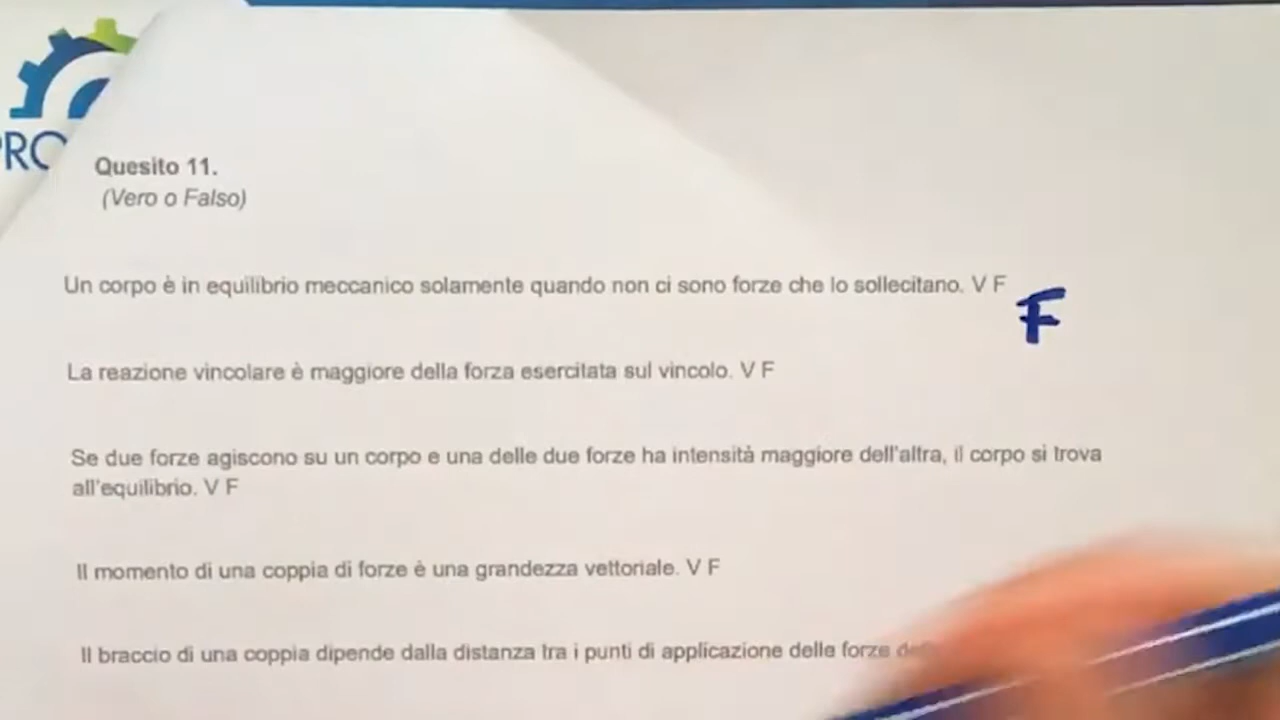 PRO
Quesito 11.
(Vero o Falso)
Un corpo è in equilibrio meccanico solamente quando non ci sono forze che lo sollecitano. V F
F
La reazione vincolare è maggiore della forza esercitata sul vincolo. V F
Se due forze agiscono su un corpo e una delle due forze ha intensità maggiore dell'altra, il corpo si trova
all'equilibrio. V F
Il momento di una coppia di forze è una grandezza vettoriale. V F
Il braccio di una coppia dipende dalla distanza tra i punti di applicazione delle forze